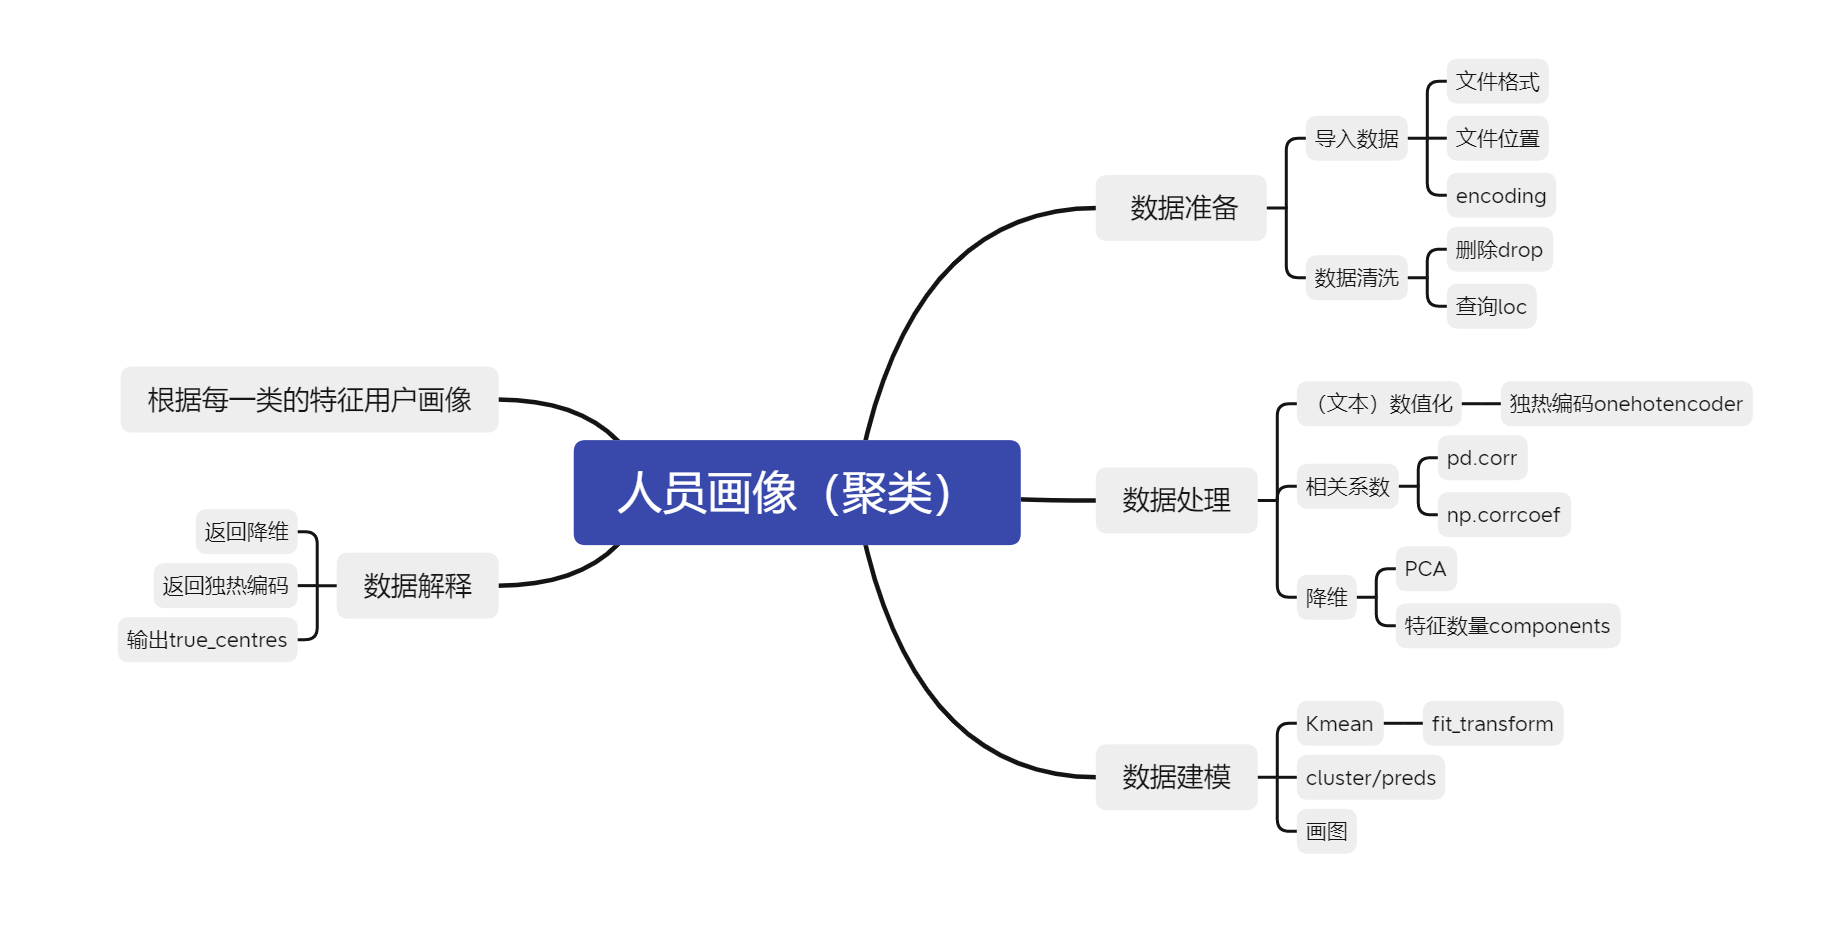 人员画像（聚类）
数据准备
导入数据
文件格式
文件位置
encoding
数据清洗
删除drop
查询loc
数据处理
（文本）数值化
独热编码onehotencoder
相关系数
pd.corr
np.corrcoef
降维
PCA
特征数量components
数据建模
Kmean
fit_transform
cluster/preds
画图
根据每一类的特征用户画像
数据解释
返回降维
返回独热编码
输出true_centres